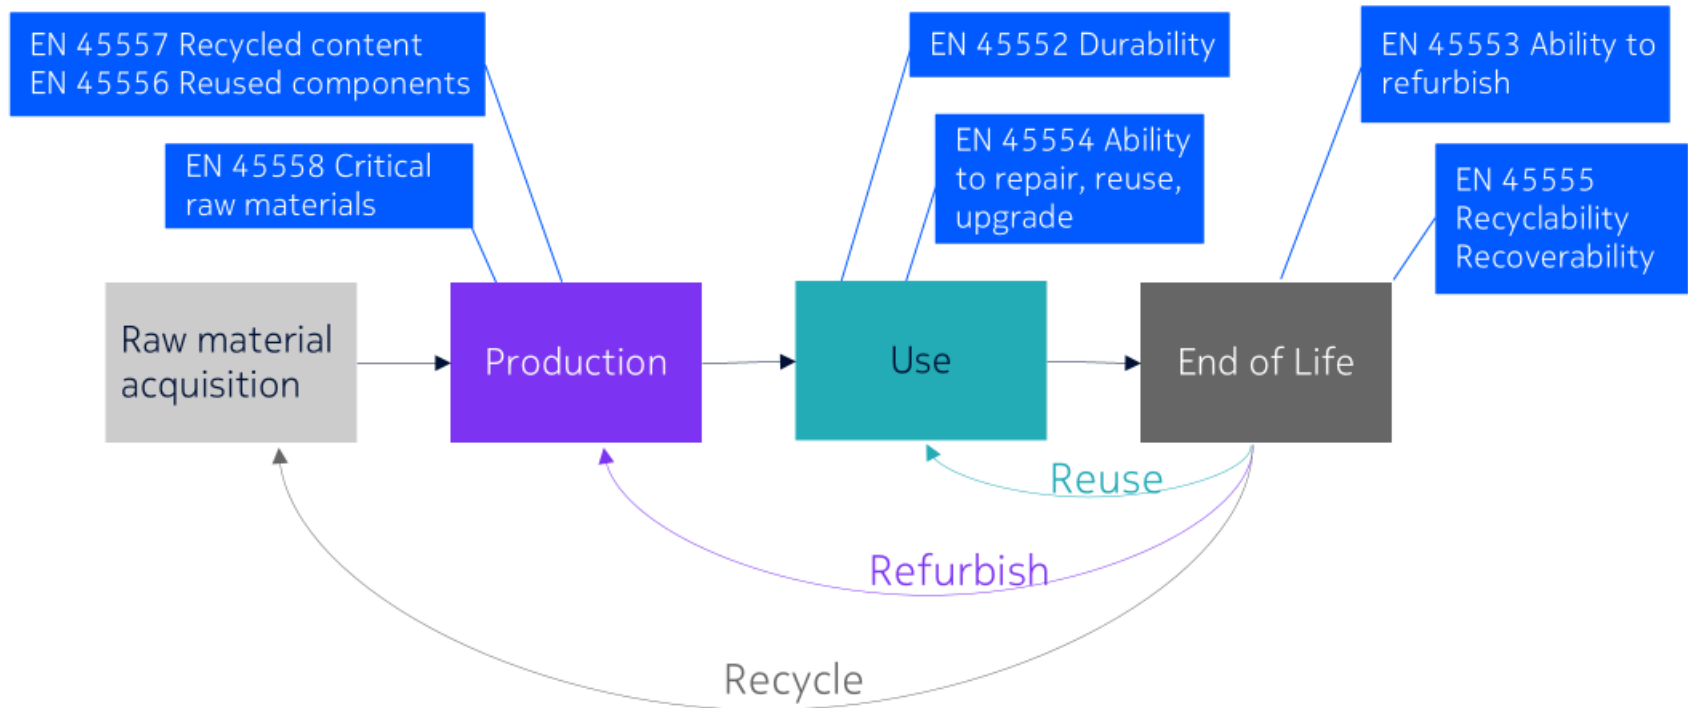 EN 45557 Recycled content
EN 45556 Reused components
EN 45558 Critical
raw materials
EN 45552 Durability
EN 45554 Ability
to repair, reuse,
upgrade
EN 45553 Ability to
refurbish
EN 45555
Recyclability
Recoverability
Raw material
acquisition
Production
Use
End of Life
Reuse
Refurbish
Recycle